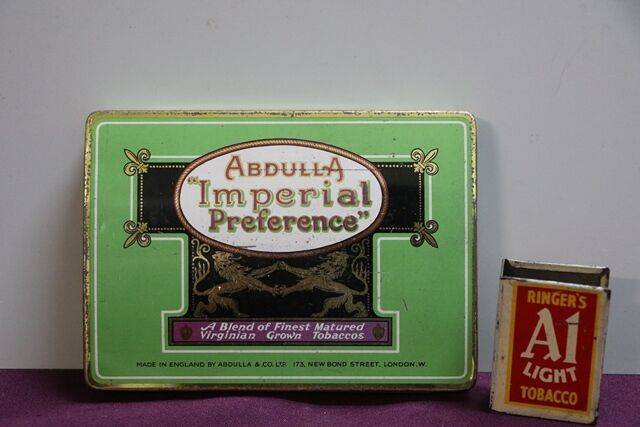 ABDULLA
"Imperial
Preference"
A Blend of Finest Matured
Virginian Grown Tobaccos
MADE IN ENGLAND BY ABDULLA & CO. LTD. 173, NEW BOND STREET, LONDON. W.
RINGER'S
A1
LIGHT
TOBACCO